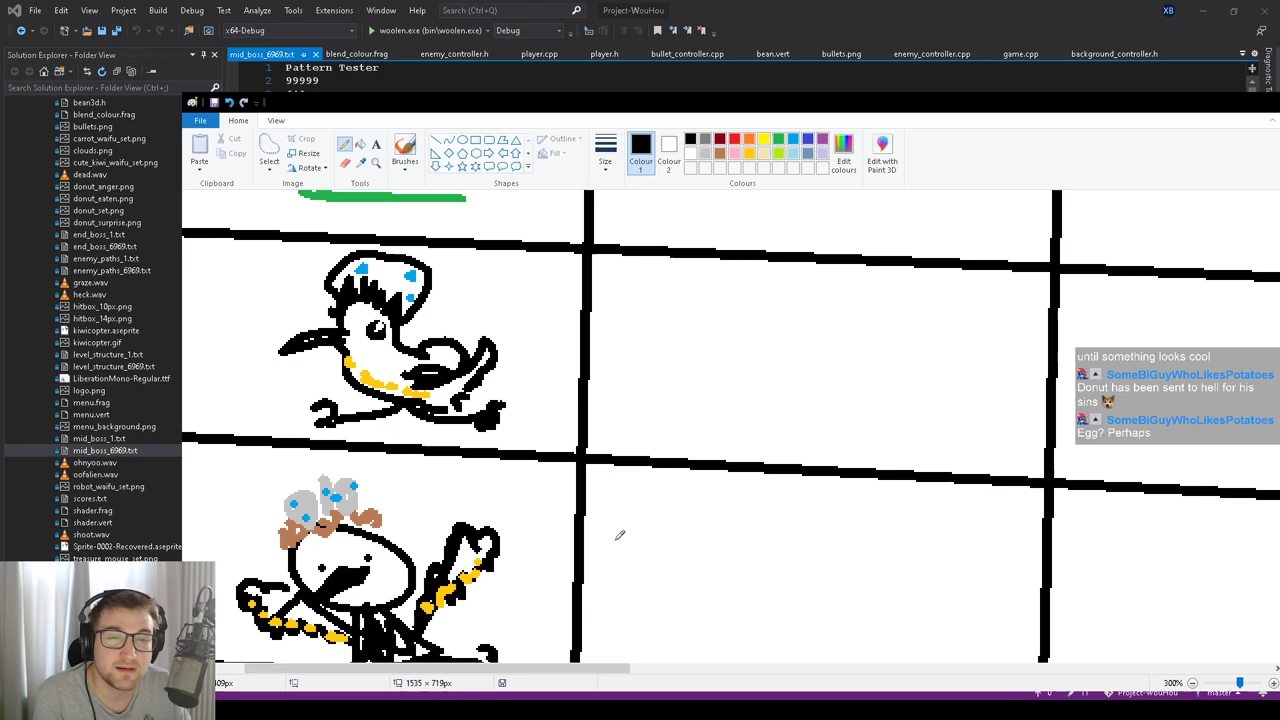 File Edit View Project Build Debug Test Analyze Tools Extensions Window Help Search (Ctrl+Q) Project-WouHou XB
x64-Debug woolen.exe (bin\woolen.exe) Debug
Solution Explorer - Folder View
mid_boss_6969.txt blend_colour.frag enemy_controller.h player.cpp player.h bullet_controller.cpp bean.vert bullets.png enemy_controller.cpp game.cpp background_controller.h
Diagnostic
1 Pattern Tester
2 99999
Search Solution Explorer - Folder View (Ctrl+;)
bean3d.h
blend_colour.frag
bullets.png
carrot_waifu_set.png
clouds.png
cute_kiwi_waifu_set.png
dead.wav
donut_anger.png
donut_eaten.png
donut_set.png
donut_surprise.png
end_boss_1.txt
end_boss_6969.txt
enemy_paths_1.txt
enemy_paths_6969.txt
graze.wav
heck.wav
hitbox_10px.png
hitbox_14px.png
kiwicopter.aseprite
kiwicopter.gif
level_structure_1.txt
level_structure_6969.txt
LiberationMono-Regular.ttf
logo.png
menu.frag
menu.vert
menu_background.png
mid_boss_1.txt
mid_boss_6969.txt
ohnyoo.wav
oofalien.wav
robot_waifu_set.png
scores.txt
shader.frag
shader.vert
shoot.wav
Sprite-0002-Recovered.aseprite
treasure_mouse_set.png
File Home View
Paste Cut Copy
Clipboard
Select Crop Resize Rotate
Image
Tools
Brushes
Outline Fill
Shapes
Size
Colour 1 Colour 2
Edit colours
Colours
Edit with Paint 3D
until something looks cool
SomeBiGuyWhoLikesPotatoes
Donut has been sent to hell for his
sins
SomeBiGuyWhoLikesPotatoes
Egg? Perhaps
409px 1535 × 719px 300%
Project-WouHou master